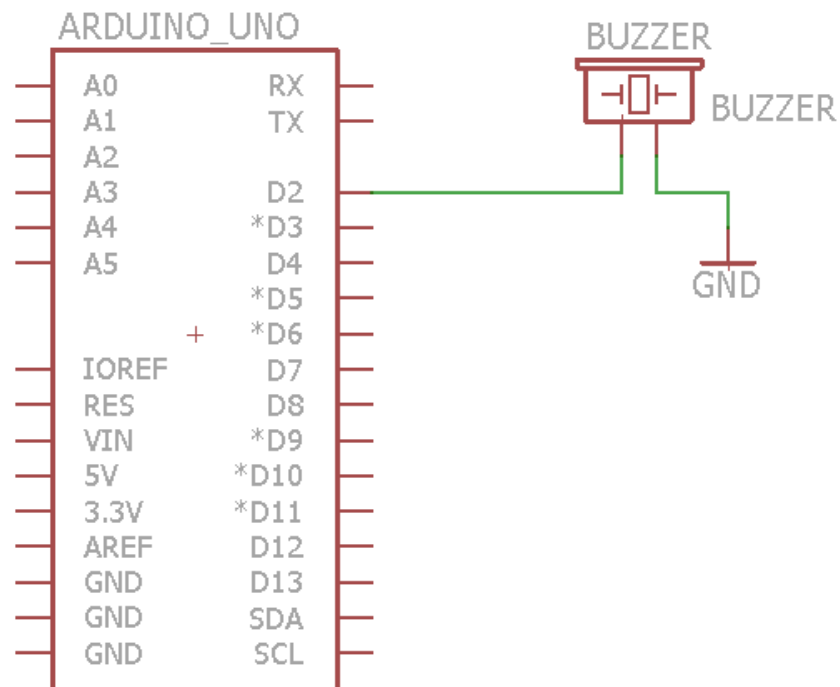 ARDUINO_UNO
BUZZER
BUZZER
A0 RX
A1 TX
A2
A3 D2
A4 *D3
A5 D4
*D5
*D6
IOREF D7
RES D8
VIN *D9
5V *D10
3.3V *D11
AREF D12
GND D13
GND SDA
GND SCL
GND